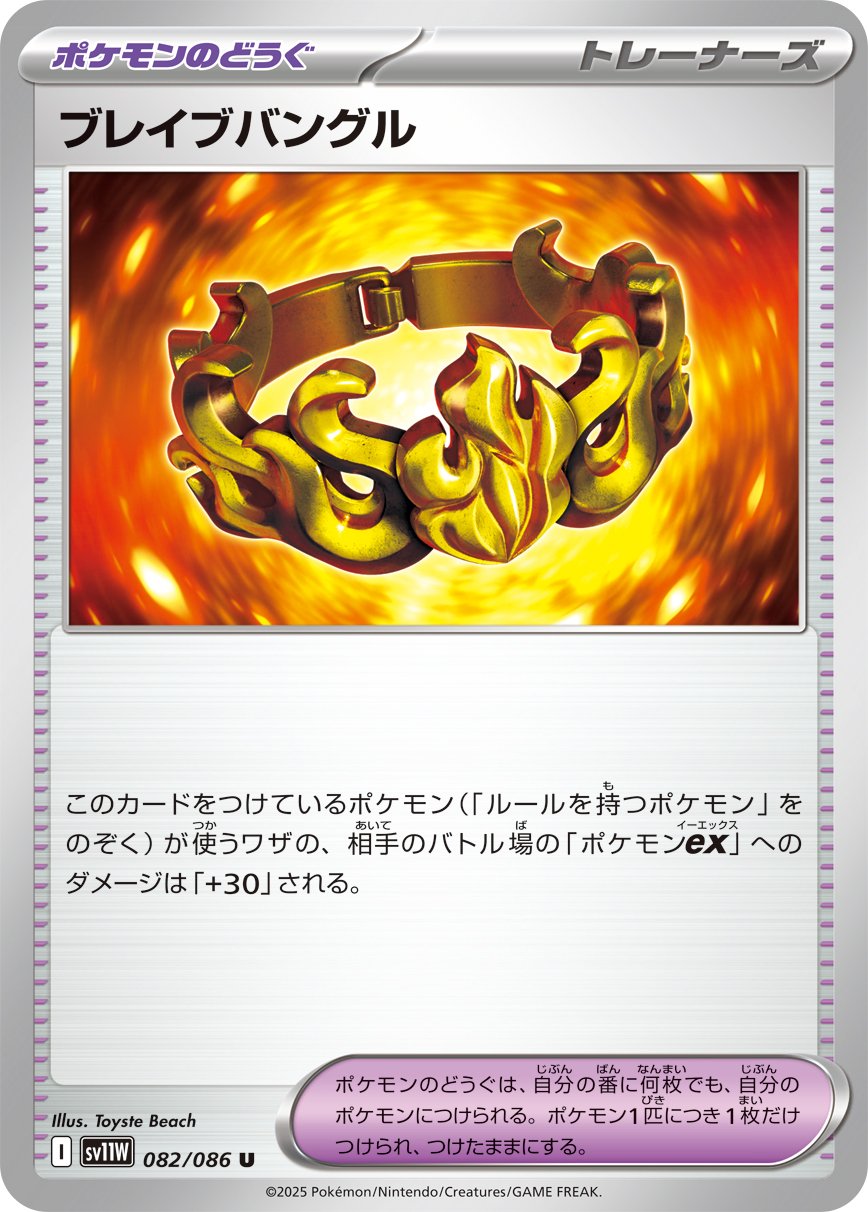 ポケモンのどうぐ
トレーナーズ
ブレイブバングル
このカードをつけているポケモン(「ルールを持つポケモン」を
のぞく)が使うワザの、相手のバトル場の「ポケモンex」への
ダメージは「+30」される。
ポケモンのどうぐは、自分の番に何枚でも、自分の
ポケモンにつけられる。ポケモン1匹につき1枚だけ
つけられ、つけたままにする。
Illus. Toyste Beach
I sv11W 082/086 U
©2025 Pokémon/Nintendo/Creatures/GAME FREAK.